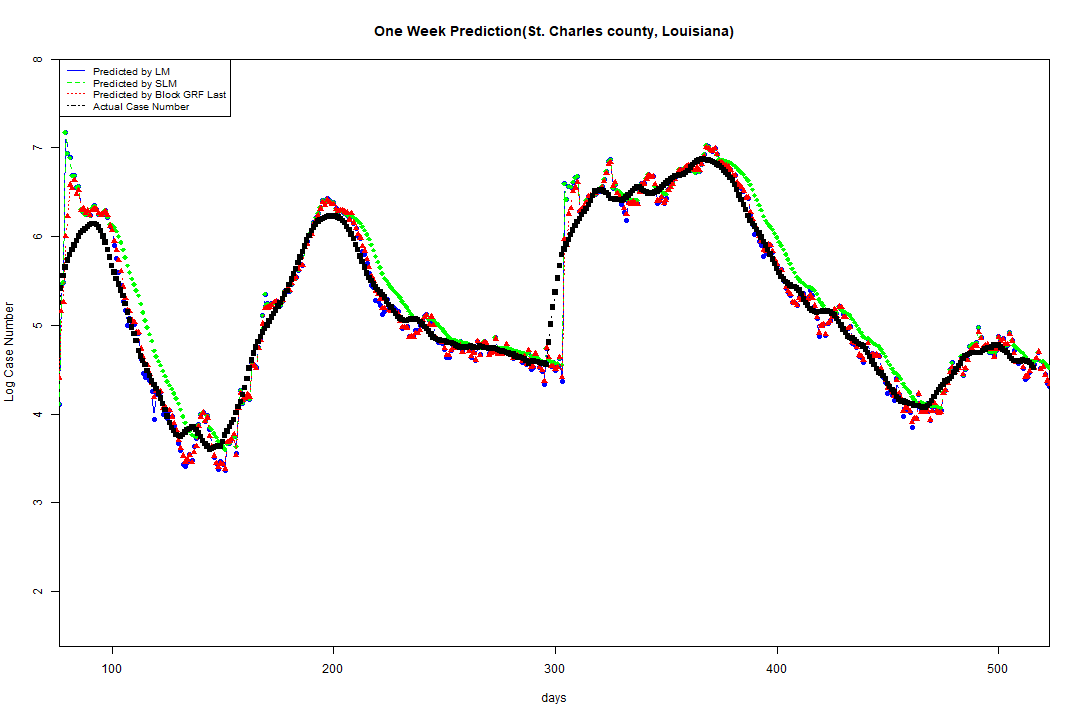 One Week Prediction(St. Charles county, Louisiana)
Predicted by LM
Predicted by SLM
Predicted by Block GRF Last
Actual Case Number
8
7
6
5
4
3
2
Log Case Number
100 200 300 400 500
days